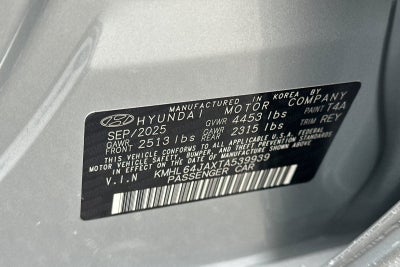 MANUFACTURED IN KOREA BY
HYUNDAI MOTOR COMPANY
SEP/2025 GVWR 4453 lbs PAINT T4A
GAWR FRONT 2513 lbs GAWR REAR 2315 lbs TRIM REY
THIS VEHICLE CONFORMS TO ALL APPLICABLE U.S.A. FEDERAL
MOTOR VEHICLE SAFETY, BUMPER, AND THEFT PREVENTION STANDARDS
IN EFFECT ON THE DATE OF MANUFACTURE SHOWN ABOVE.
V.I.N KMHL64JAXTA539939
PASSENGER CAR